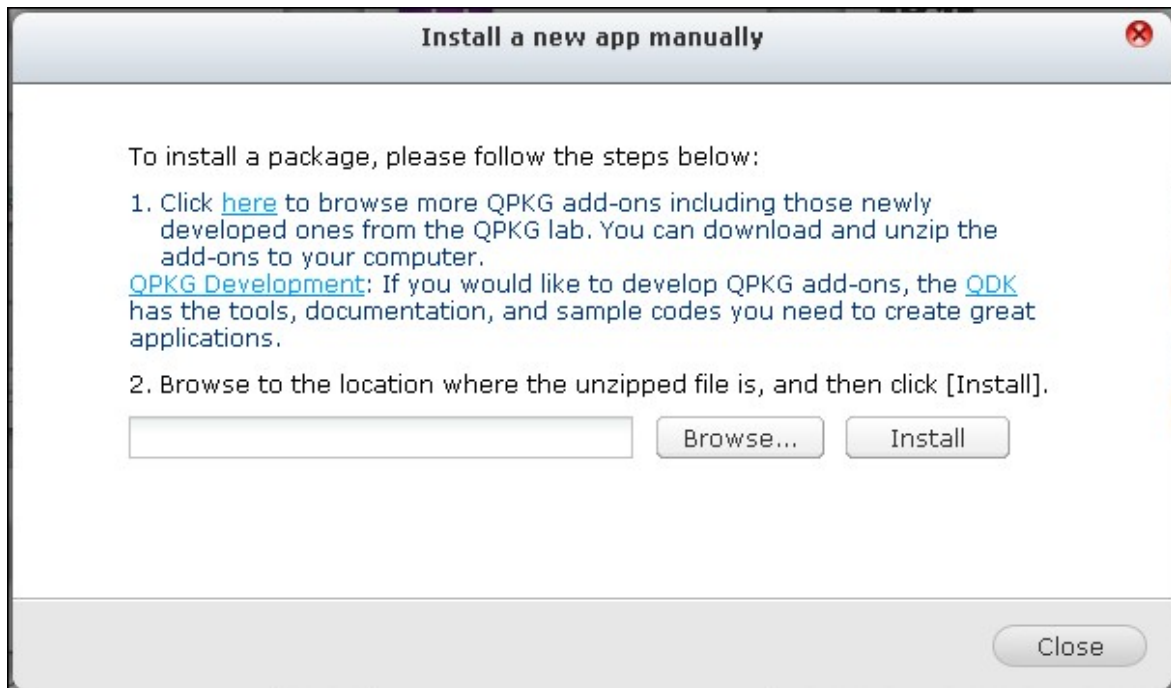 Install a new app manually
To install a package, please follow the steps below:
1. Click here to browse more QPKG add-ons including those newly
developed ones from the QPKG lab. You can download and unzip the
add-ons to your computer.
QPKG Development: If you would like to develop QPKG add-ons, the QDK
has the tools, documentation, and sample codes you need to create great
applications.
2. Browse to the location where the unzipped file is, and then click [Install].
Browse... Install
Close